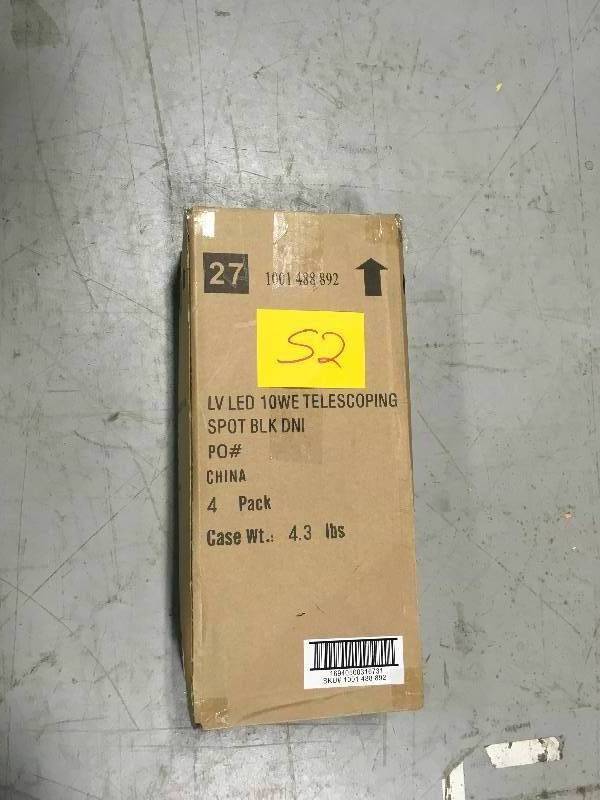 27
1001 488 892
S2
LV LED 10WE TELESCOPING
SPOT BLK DNI
PO#
CHINA
4 Pack
Case Wt.: 4.3 lbs
SKU# 1001 488 892